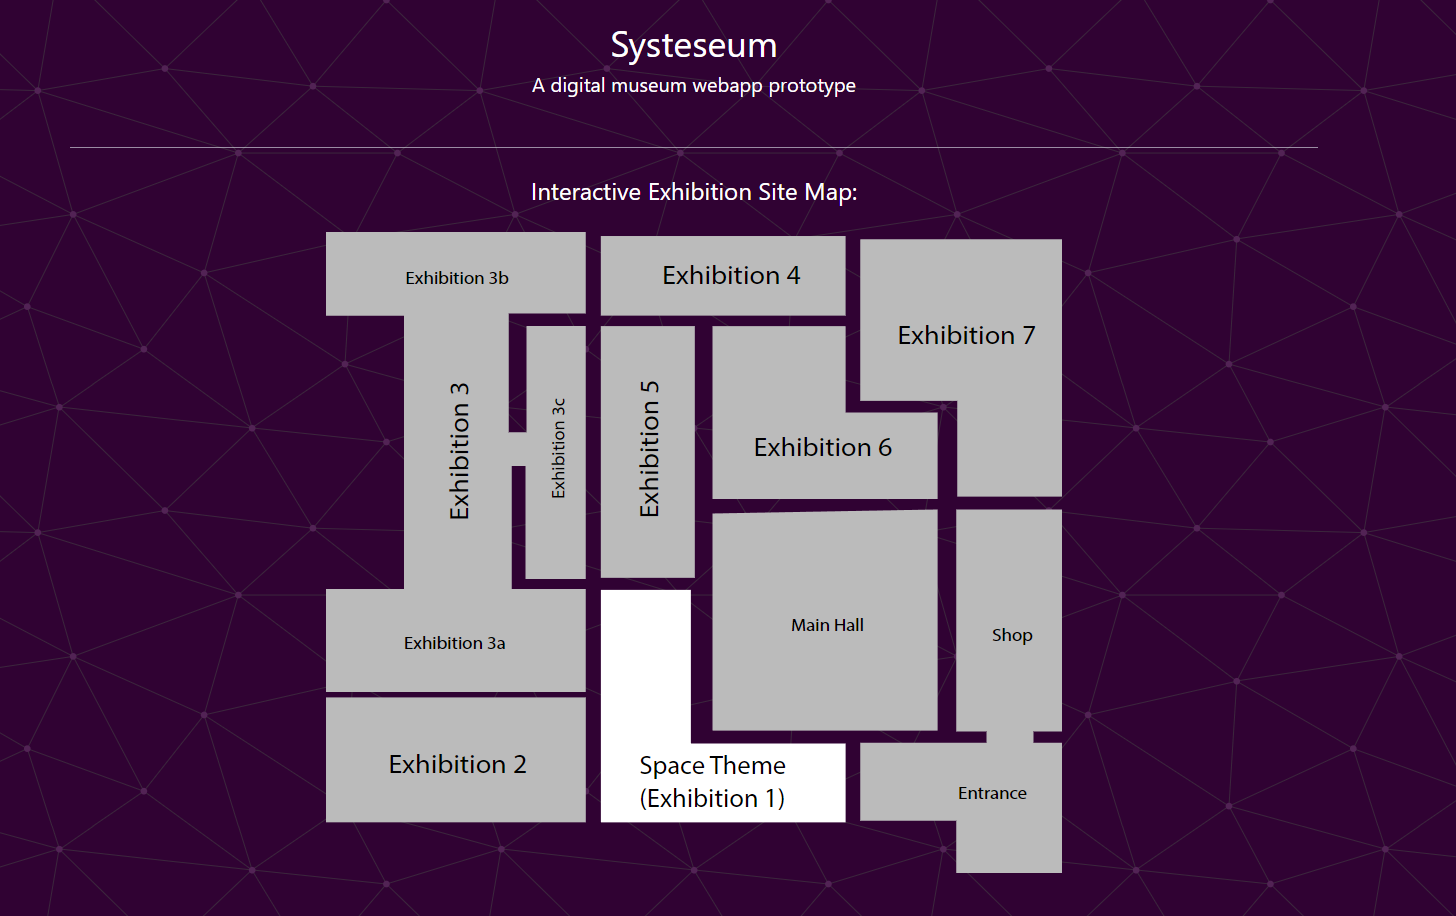 Systeseum
A digital museum webapp prototype
Interactive Exhibition Site Map:
Exhibition 3b
Exhibition 4
Exhibition 7
Exhibition 3
Exhibition 3c
Exhibition 5
Exhibition 6
Main Hall
Shop
Exhibition 3a
Exhibition 2
Space Theme
(Exhibition 1)
Entrance